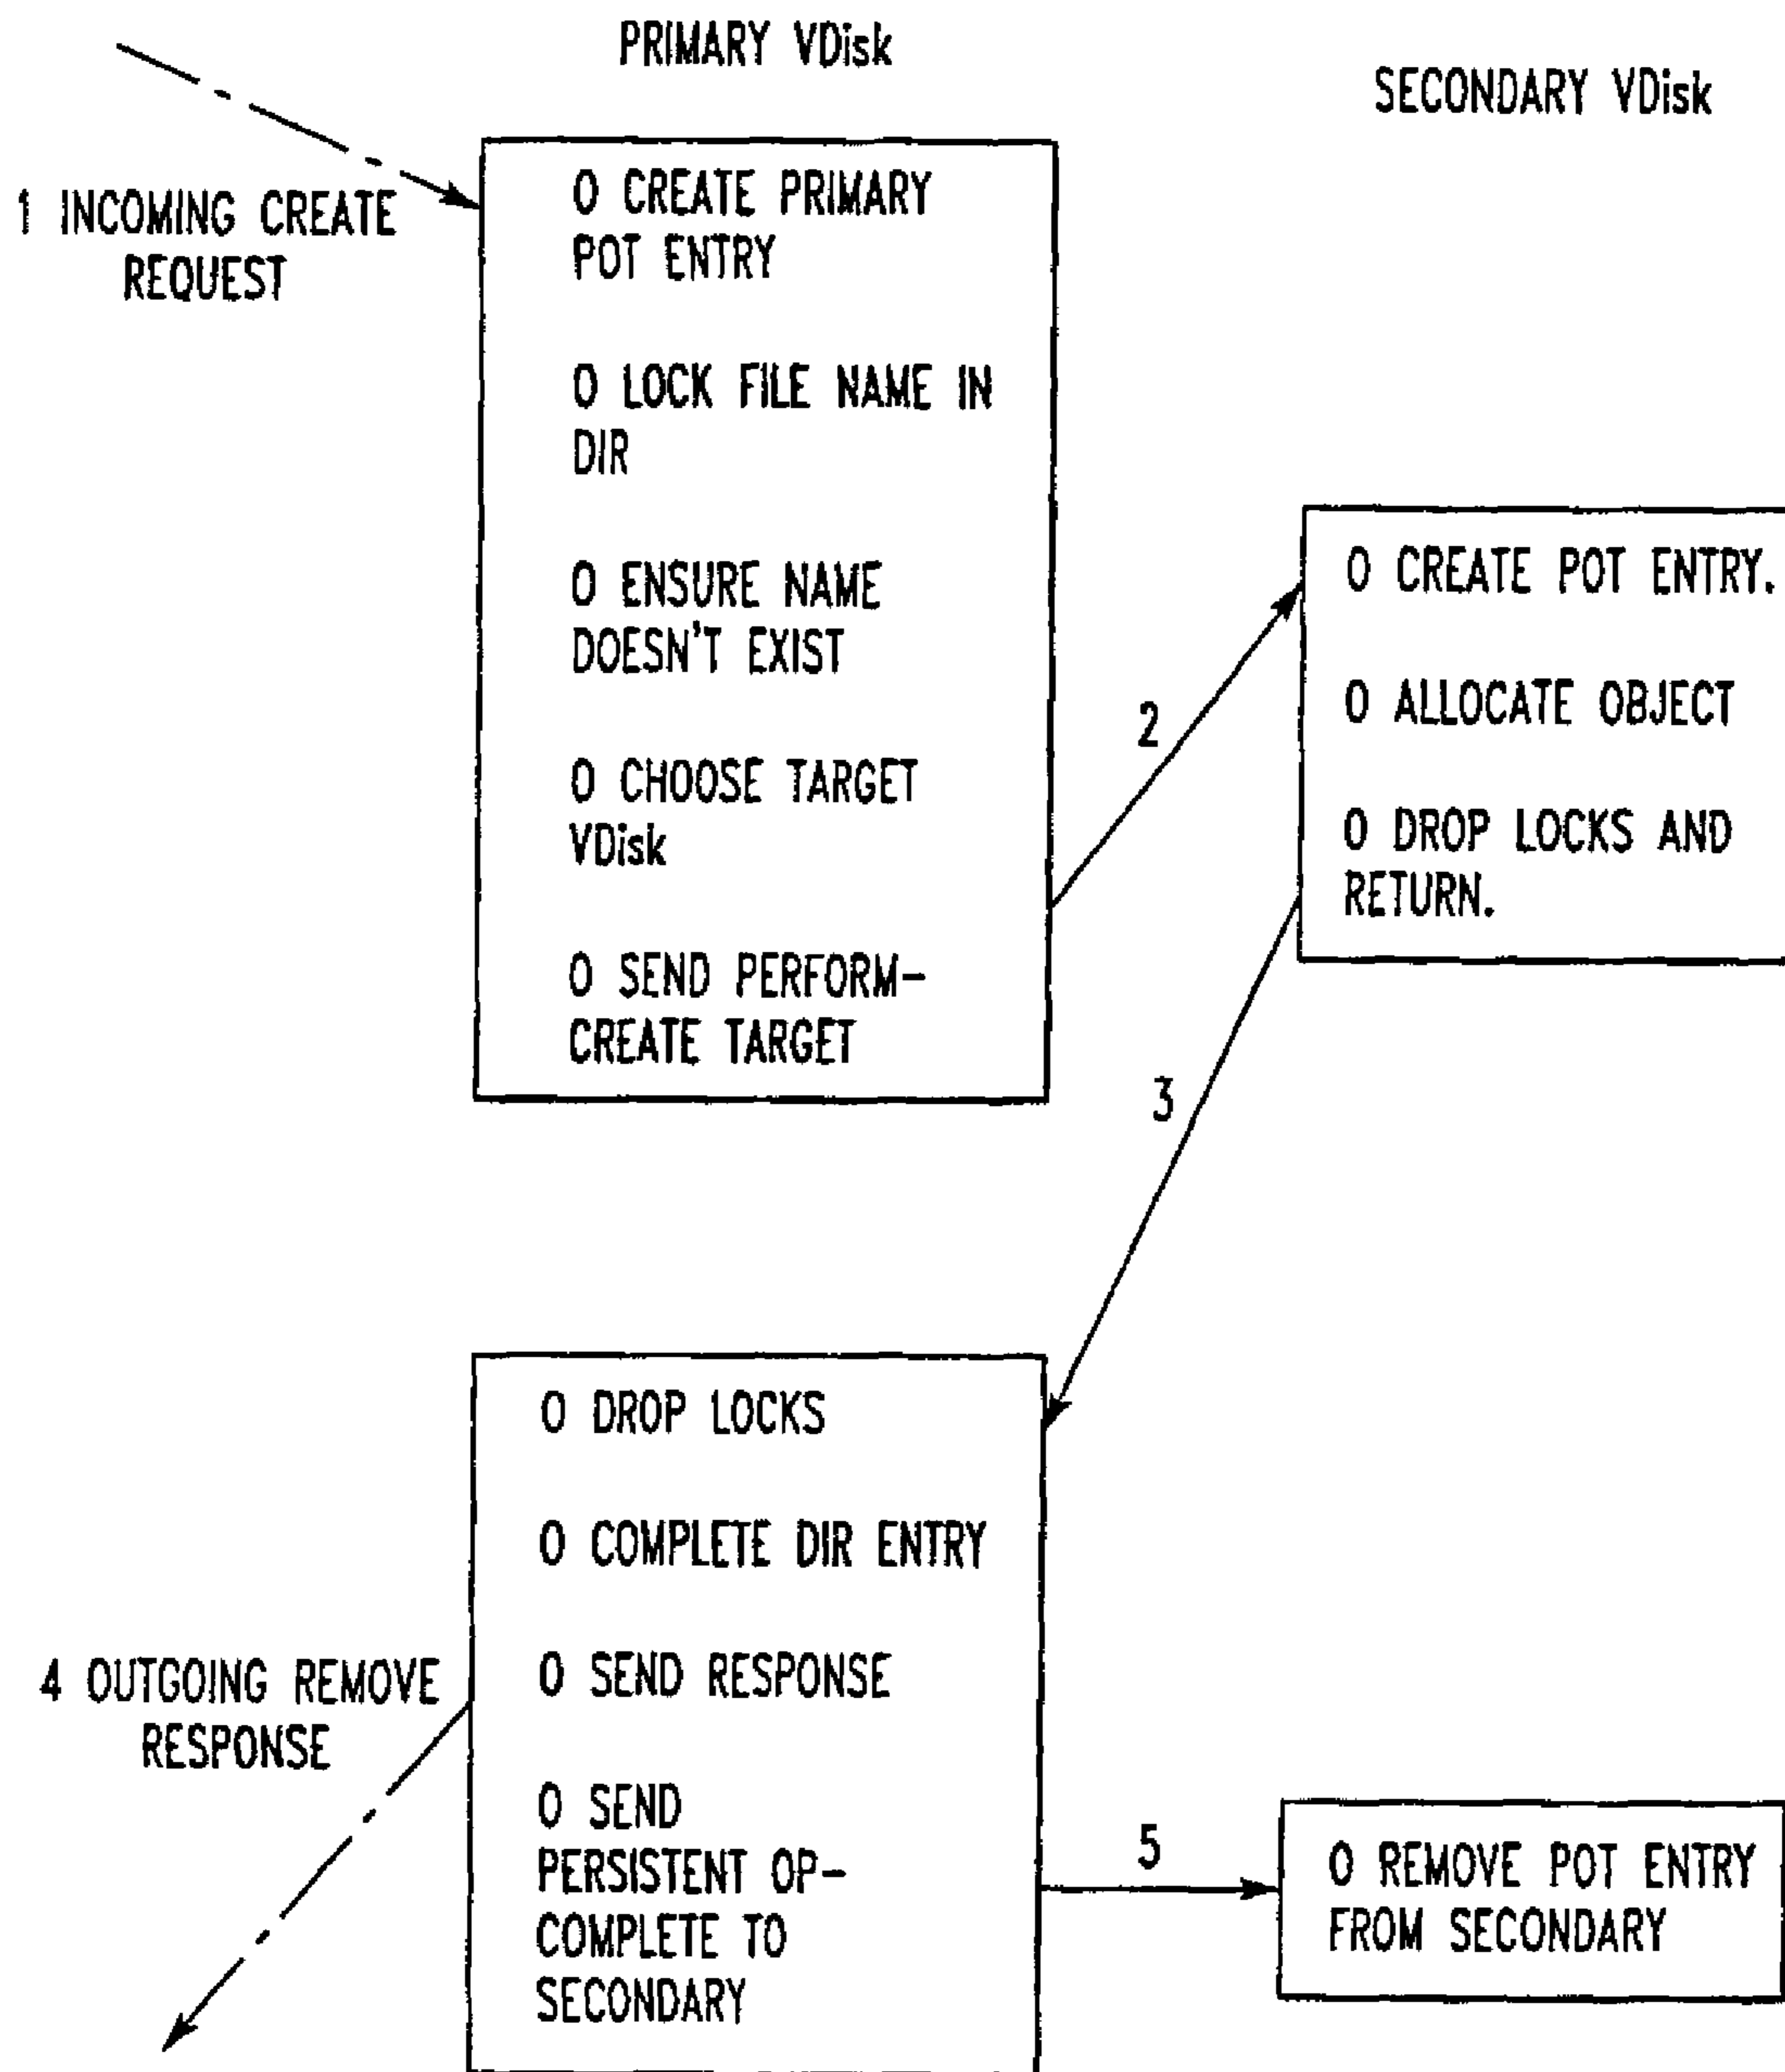 PRIMARY VDisk
SECONDARY VDisk
1 INCOMING CREATE
REQUEST
O CREATE PRIMARY
POT ENTRY
O LOCK FILE NAME IN
DIR
O ENSURE NAME
DOESN'T EXIST
O CHOOSE TARGET
VDisk
O SEND PERFORM-
CREATE TARGET
2
O CREATE POT ENTRY.
O ALLOCATE OBJECT
O DROP LOCKS AND
RETURN.
3
O DROP LOCKS
O COMPLETE DIR ENTRY
O SEND RESPONSE
O SEND
PERSISTENT OP-
COMPLETE TO
SECONDARY
4 OUTGOING REMOVE
RESPONSE
5
O REMOVE POT ENTRY
FROM SECONDARY